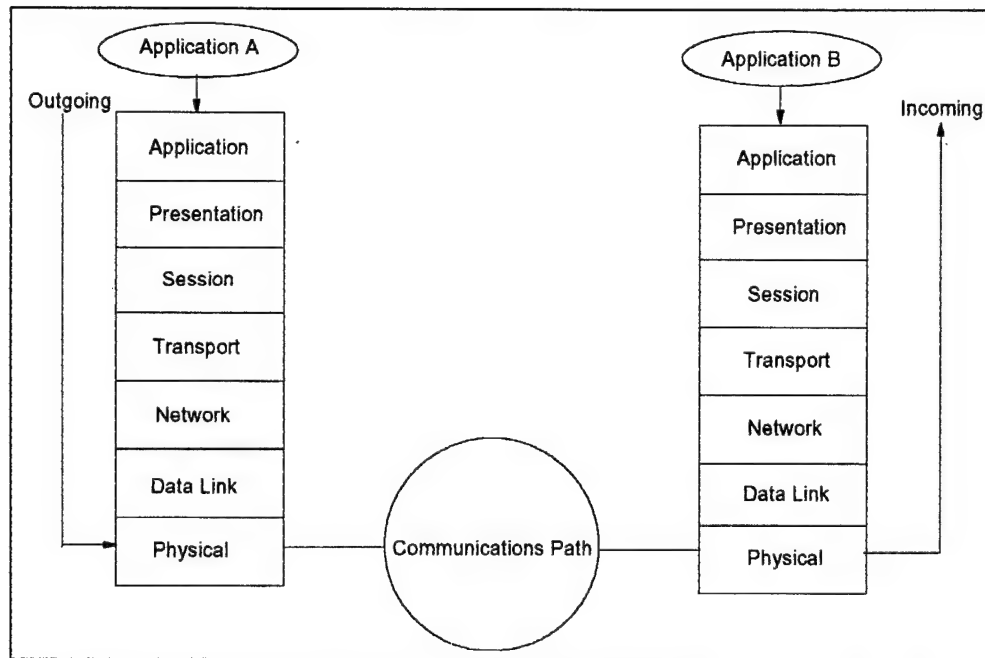 Application A
Outgoing
Application
Presentation
Session
Transport
Network
Data Link
Physical
Communications Path
Application B
Incoming
Application
Presentation
Session
Transport
Network
Data Link
Physical